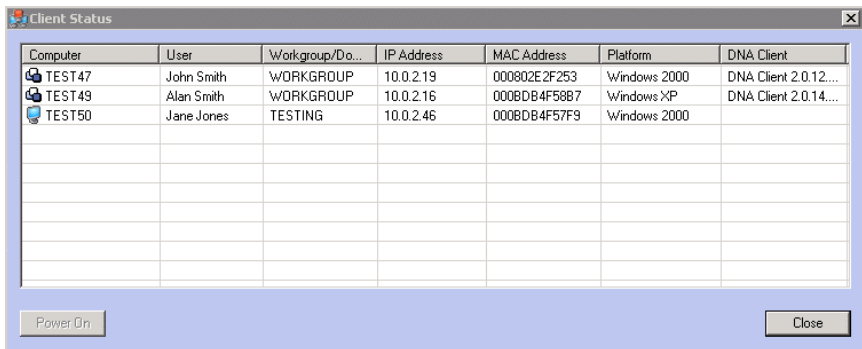 Client Status
Computer User Workgroup/Do... IP Address MAC Address Platform DNA Client
TEST47 John Smith WORKGROUP 10.0.2.19 000802E2F253 Windows 2000 DNA Client 2.0.12....
TEST49 Alan Smith WORKGROUP 10.0.2.16 000BDB4F58B7 Windows XP DNA Client 2.0.14....
TEST50 Jane Jones TESTING 10.0.2.46 000BDB4F57F9 Windows 2000
Power On Close